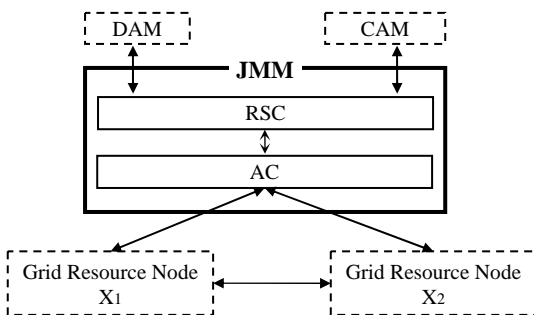 DAM
CAM
JMM
RSC
AC
Grid Resource Node
X1
Grid Resource Node
X2